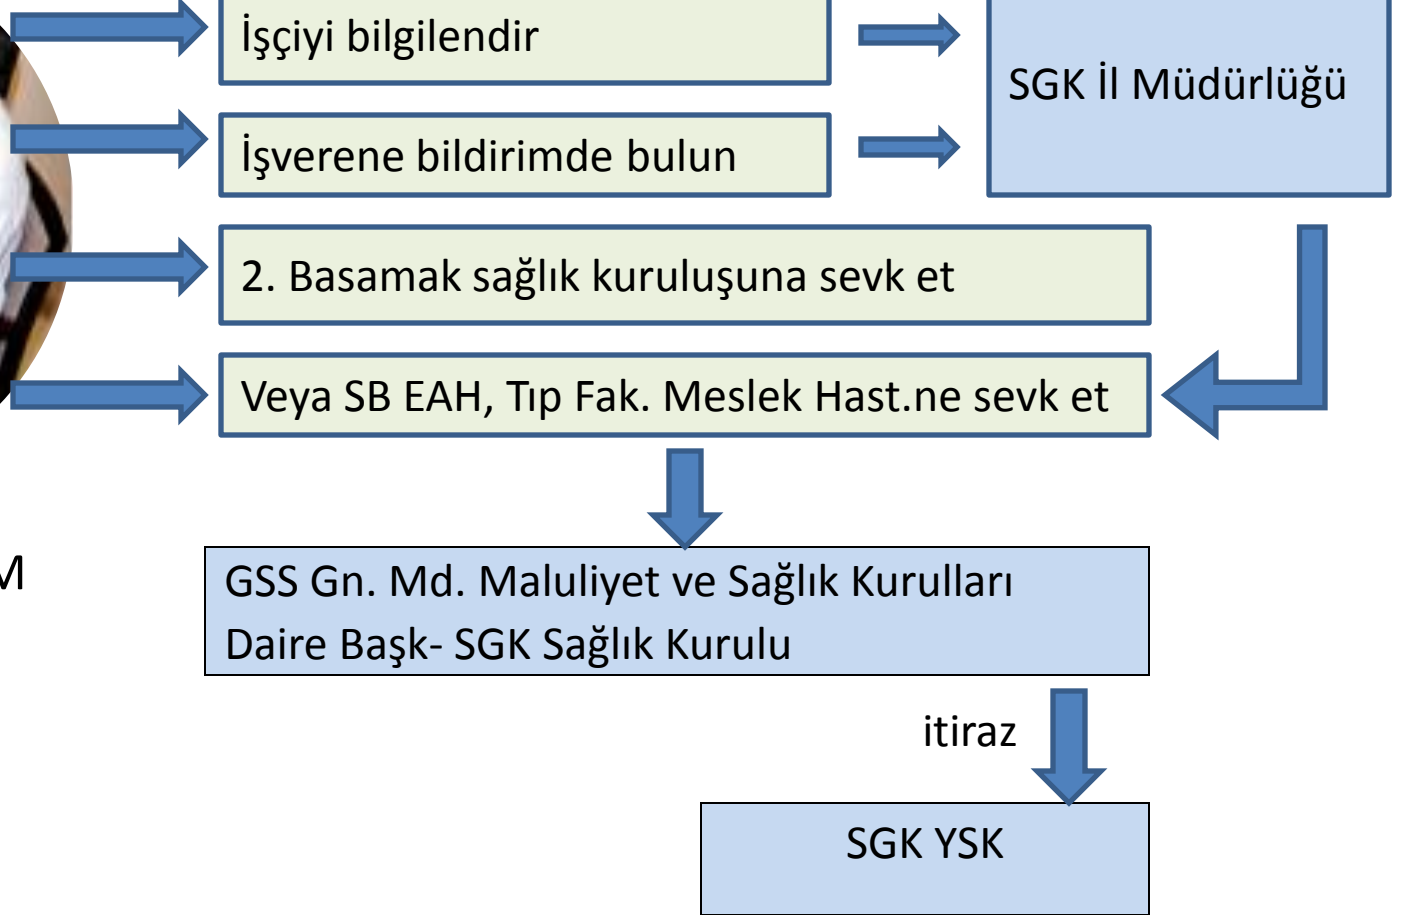 İşçiyi bilgilendir
SGK İl Müdürlüğü
İşverene bildirimde bulun
2. Basamak sağlık kuruluşuna sevk et
Veya SB EAH, Tıp Fak. Meslek Hast.ne sevk et
M
GSS Gn. Md. Maluliyet ve Sağlık Kurulları
Daire Başk- SGK Sağlık Kurulu
itiraz
SGK YSK